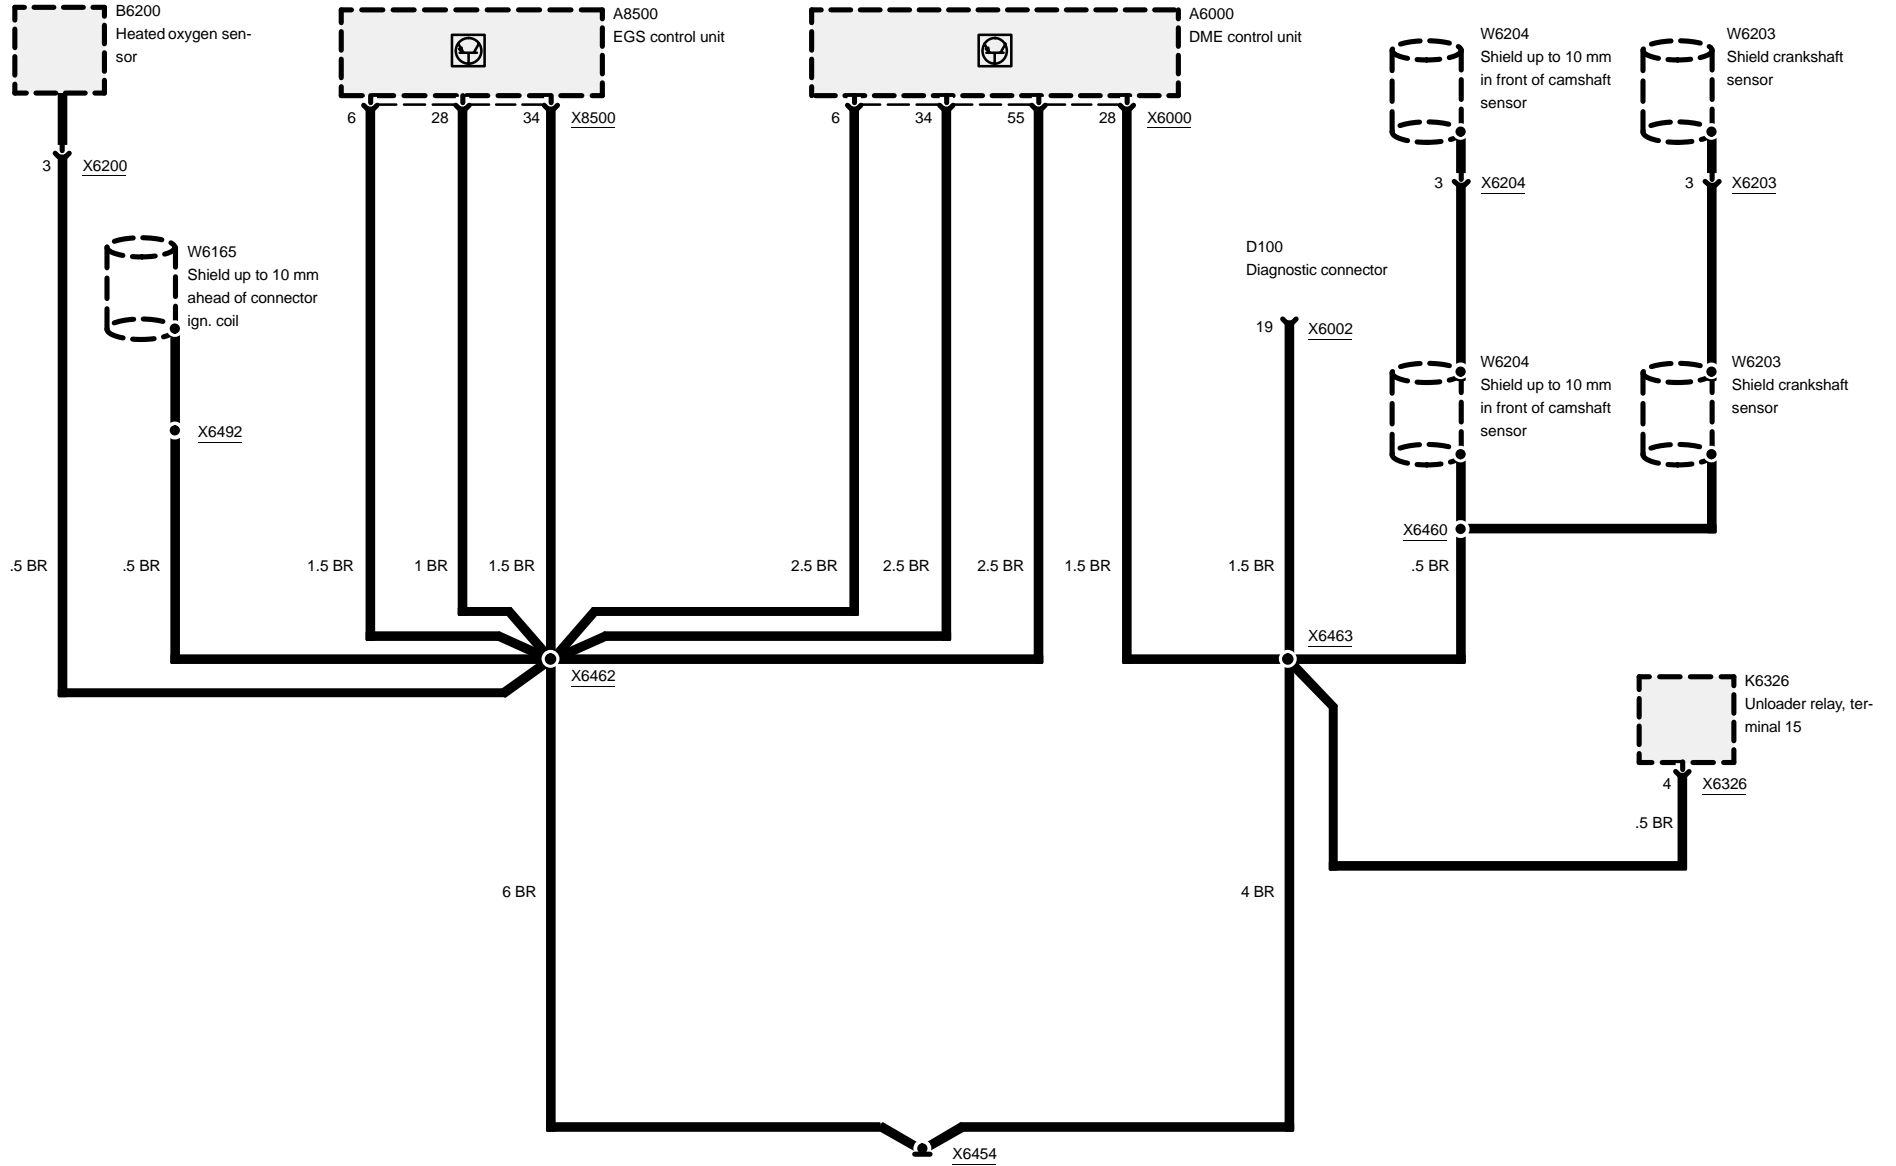 B6200
Heated oxygen sen-
sor
A8500
EGS control unit
A6000
DME control unit
W6204
Shield up to 10 mm
in front of camshaft
sensor
W6203
Shield crankshaft
sensor
6
28
34
X8500
6
34
55
28
X6000
3
X6200
3
X6204
3
X6203
W6165
Shield up to 10 mm
ahead of connector
ign. coil
D100
Diagnostic connector
19
X6002
W6204
Shield up to 10 mm
in front of camshaft
sensor
W6203
Shield crankshaft
sensor
X6492
X6460
.5 BR
.5 BR
1.5 BR
1 BR
1.5 BR
2.5 BR
2.5 BR
2.5 BR
1.5 BR
1.5 BR
.5 BR
X6463
X6462
K6326
Unloader relay, ter-
minal 15
4
X6326
.5 BR
6 BR
4 BR
X6454